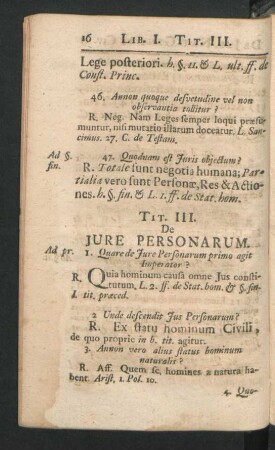 16 LIB. I. TIT. III.
Lege posteriori. h. §. 11. & L. ult. ff. de
Const. Princ.
46. Annon quoque desvetudine vel non
observantia tollitur?
R. Neg. Nam Leges semper loqui præsu-
muntur, nisi mutatio illarum doceatur. L. San-
cimus. 27. C. de Testam.
Ad §. fin.
47. Quodnam est Juris objectum?
R. Totale sunt negotia humana; Par-
tialia vero sunt Personæ, Res & Actio-
nes. h. §. fin. & L. 1. ff. de Stat. hom.
TIT. III.
De
JURE PERSONARUM.
Ad pr. 1. Quare de Jure Personarum primo agit
Imperator?
R. Quia hominum causa omne Jus consti-
tutum, L. 2. ff. de Stat. hom. & §. fin.
I. tit. præced.
2 Unde descendit Jus Personarum?
R. Ex statu hominum Civili,
de quo proprie in h. tit. agitur.
3. Annon vero alius status hominum
naturalis?
R. Aff. Quem sc. homines a natura ha-
bent. Arist. 1. Pol. 10.
4. Quo-